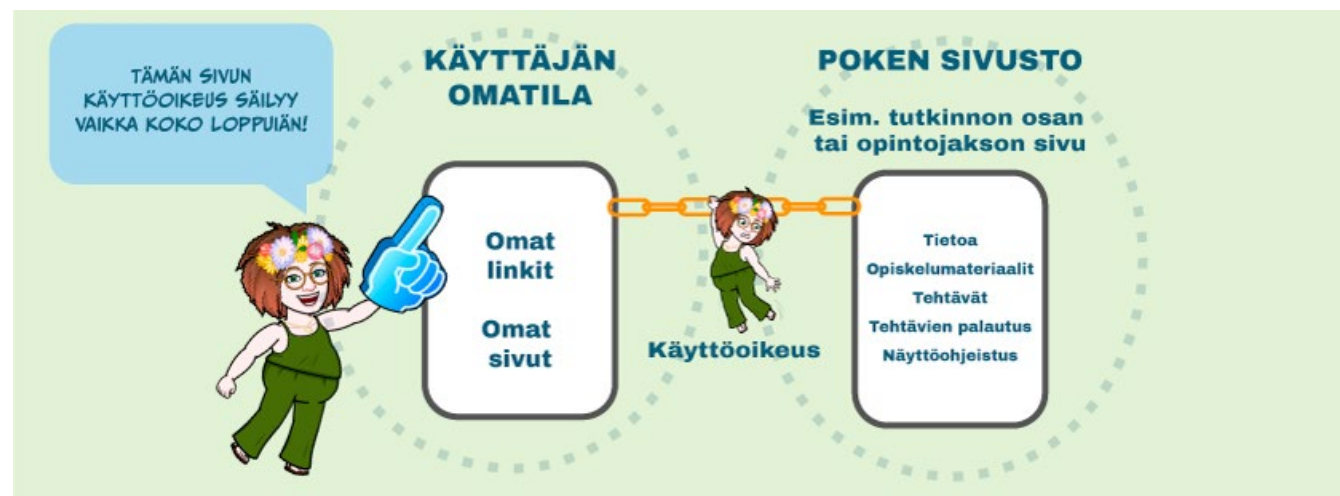 TÄMÄN SIVUN
KÄYTTÖOIKEUS SÄILYY
VAIKKA KOKO LOPPUIÄN!
KÄYTTÄJÄN
OMATILA
Omat
linkit
Omat
sivut
Käyttöoikeus
POKEN SIVUSTO
Esim. tutkinnon osan
tai opintojakson sivu
Tietoa
Opiskelumateriaalit
Tehtävät
Tehtävien palautus
Näyttöohjeistus